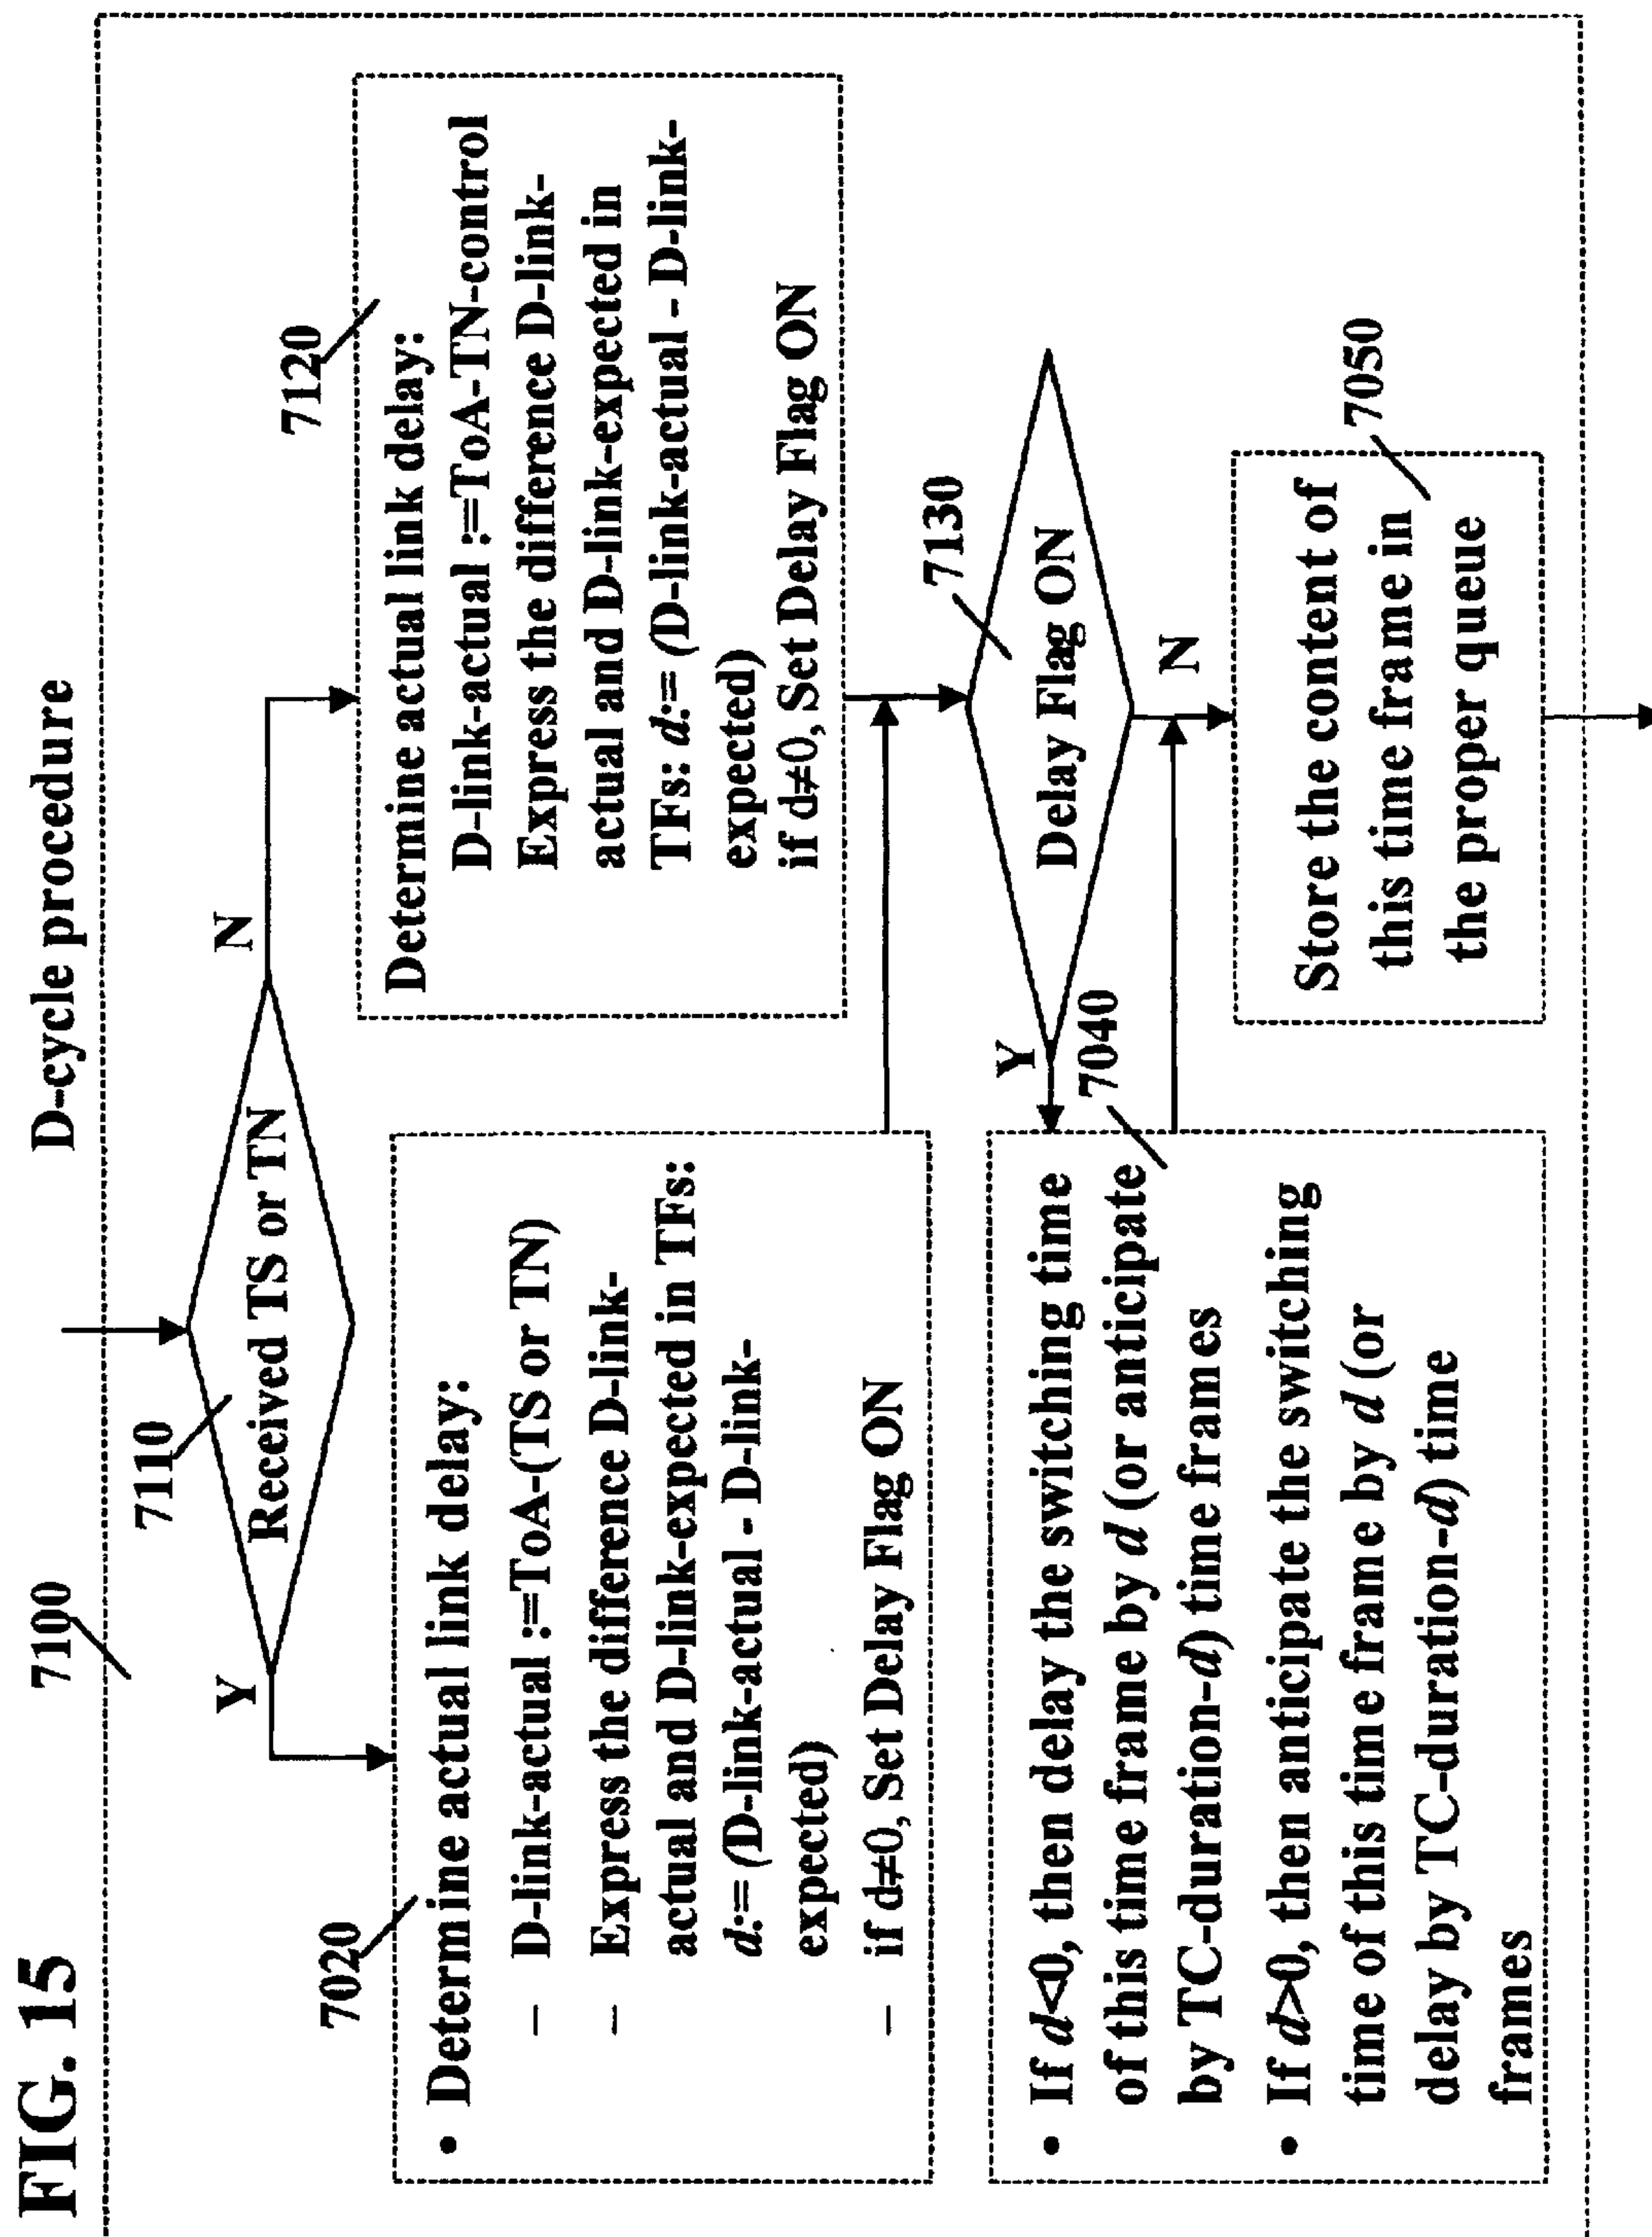 FIG. 15
D-cycle procedure
7100
7110
Received TS or TN
Y
N
7020
• Determine actual link delay:
– D-link-actual :=ToA-(TS or TN)
– Express the difference D-link-
actual and D-link-expected in TFs:
d:= (D-link-actual - D-link-
expected)
– if d≠0, Set Delay Flag ON
7120
Determine actual link delay:
D-link-actual :=ToA-TN-control
Express the difference D-link-
actual and D-link-expected in
TFs: d:= (D-link-actual - D-link-
expected)
if d≠0, Set Delay Flag ON
7130
Delay Flag ON
Y
N
7040
• If d<0, then delay the switching time
of this time frame by d (or anticipate
by TC-duration-d) time frames
• If d>0, then anticipate the switching
time of this time frame by d (or
delay by TC-duration-d) time
frames
7050
Store the content of
this time frame in
the proper queue